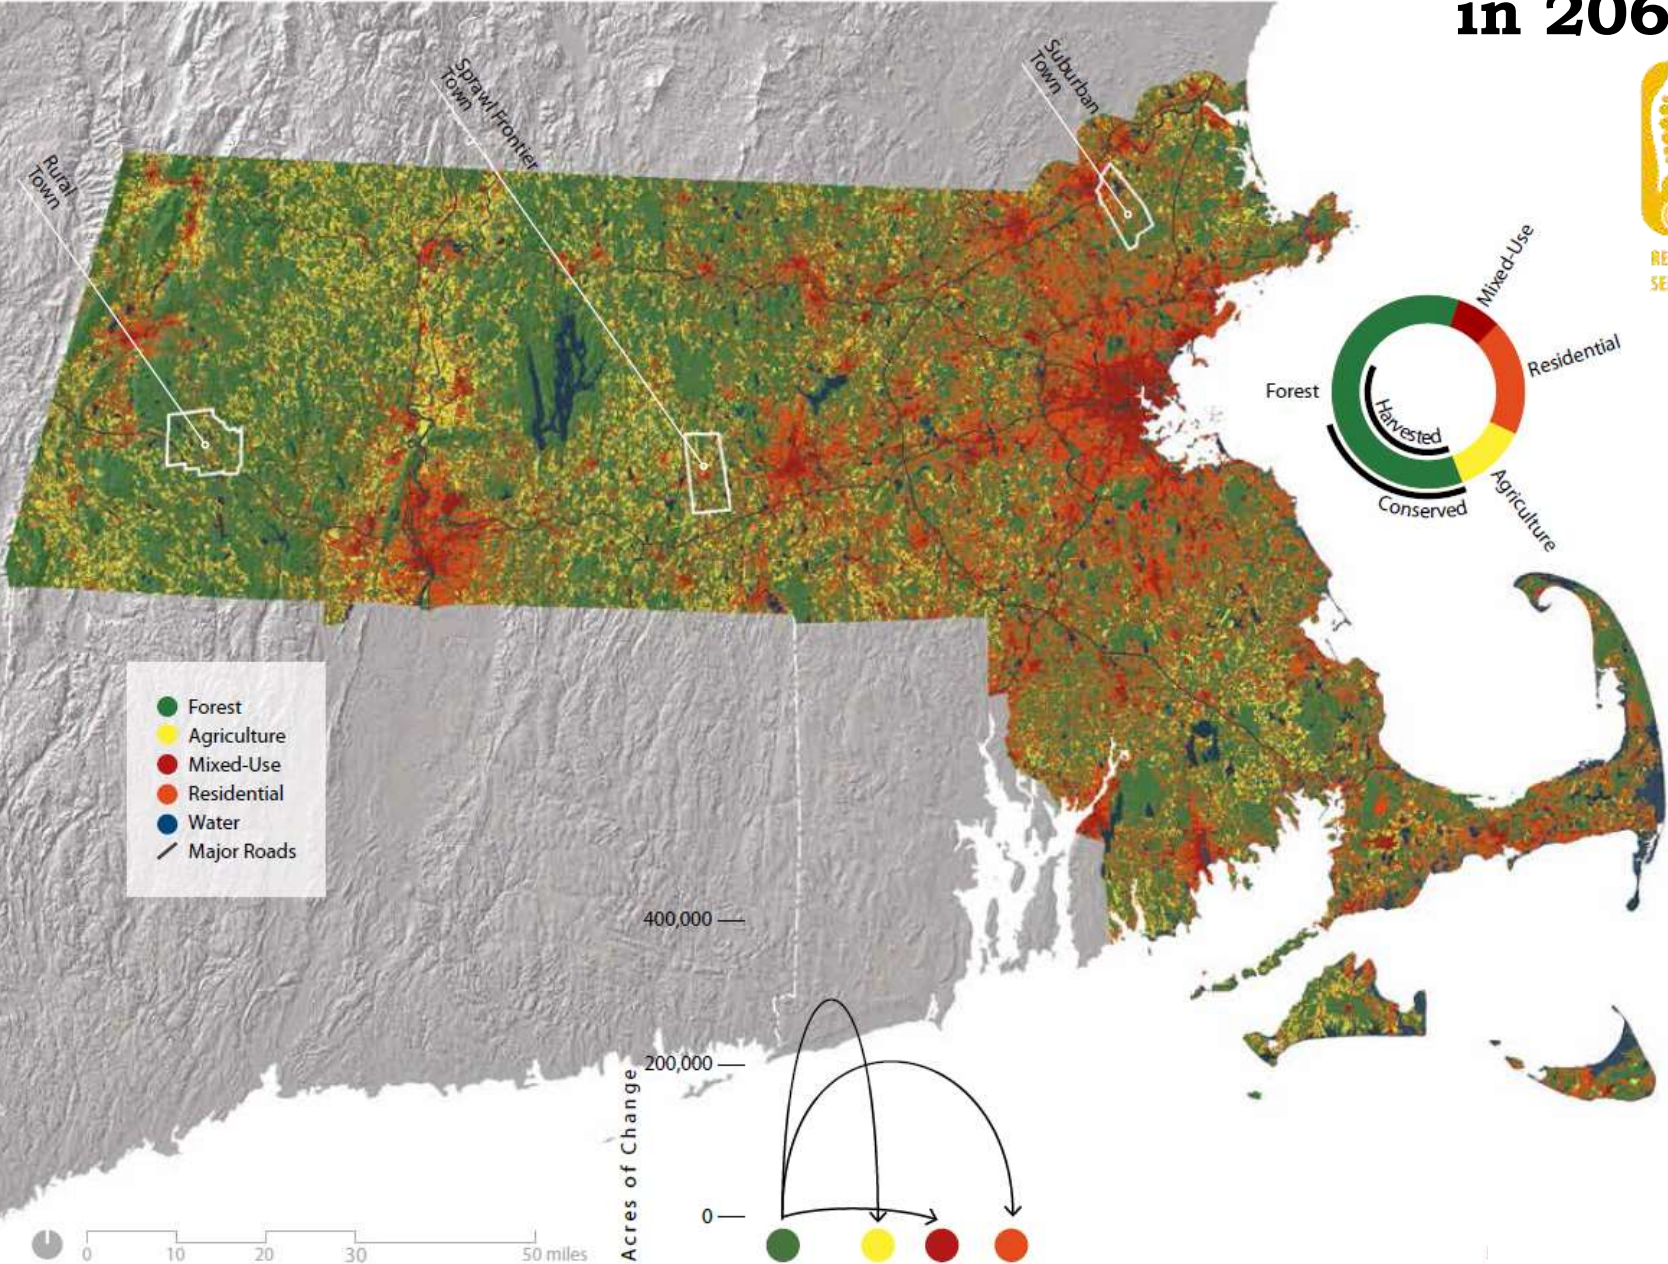 in 206
Suburban
Town
Sprawl Frontier
Town
Rural
Town
RE
SE
Mixed-Use
Residential
Forest
Harvested
Agriculture
Conserved
Forest
Agriculture
Mixed-Use
Residential
Water
Major Roads
400,000
200,000
0
Acres of Change
0 10 20 30 50 miles